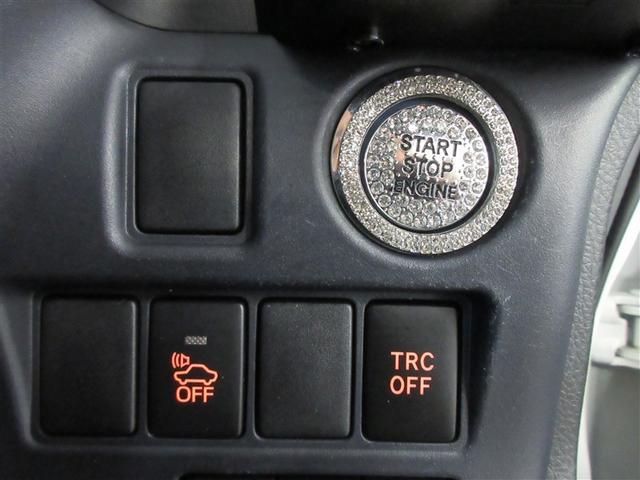 START
STOP
ENGINE
OFF
TRC
OFF